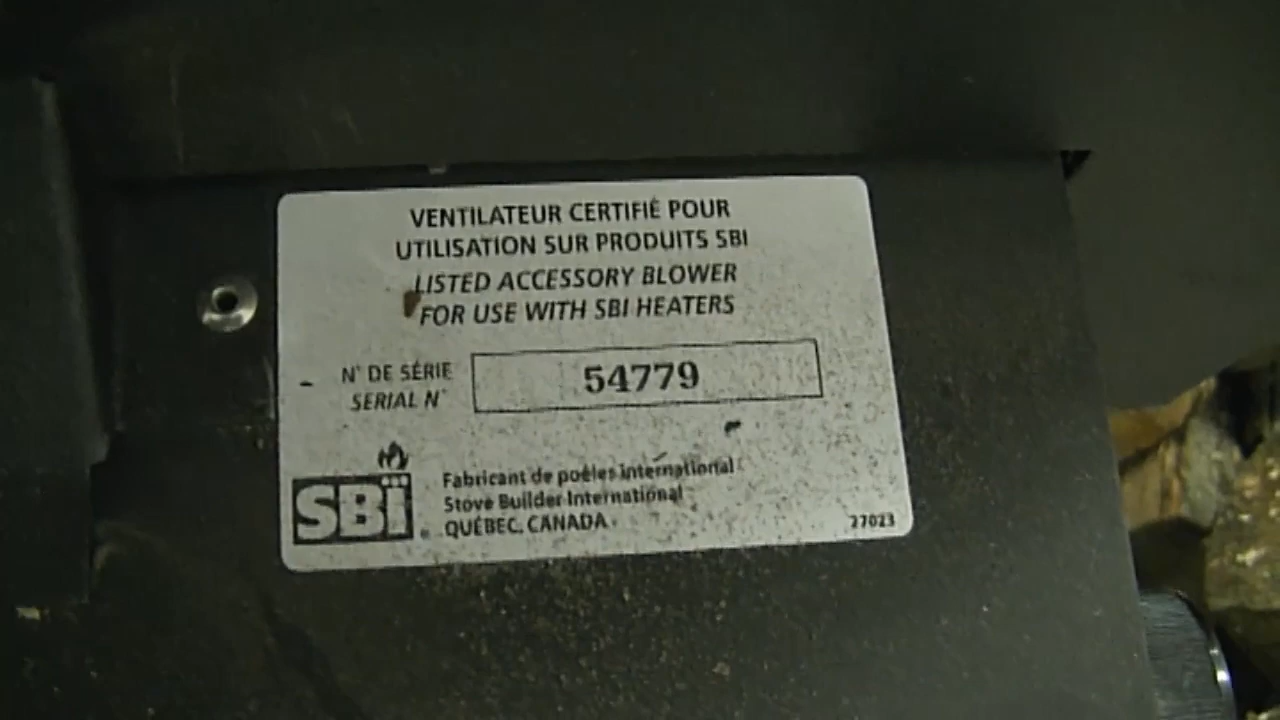 VENTILATEUR CERTIFIÉ POUR
UTILISATION SUR PRODUITS SBI
LISTED ACCESSORY BLOWER
FOR USE WITH SBI HEATERS
N° DE SÉRIE
SERIAL N°
54779
SBi ®
Fabricant de poêles international
Stove Builder International
QUÉBEC, CANADA
27023